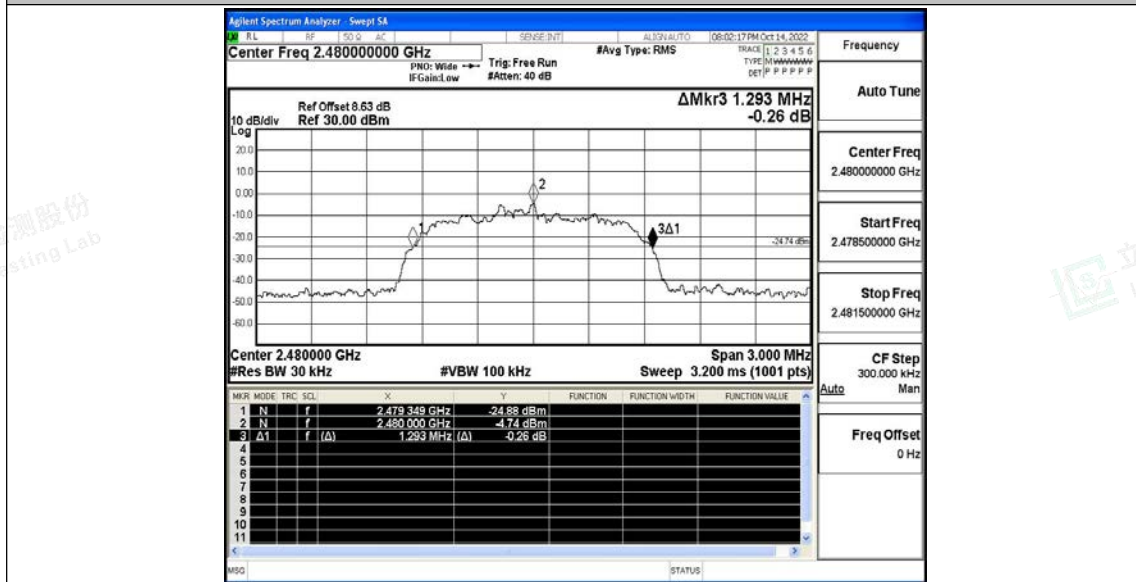 Agilent Spectrum Analyzer - Swept SA
RL RF 50 Ω AC SENSE:INT ALIGNAUTO 08:02:17 PM Oct 14, 2022
Center Freq 2.480000000 GHz
#Avg Type: RMS
TRACE 1 2 3 4 5 6
TYPE MWWWWW
DET P P P P P P
PNO: Wide
IFGain:Low
Trig: Free Run
#Atten: 40 dB
Frequency
Auto Tune
ΔMkr3 1.293 MHz
-0.26 dB
Ref Offset 8.63 dB
10 dB/div Ref 30.00 dBm
Log
20.0
10.0
0.00
-10.0
-20.0
-30.0
-40.0
-50.0
-60.0
1
2
3Δ1
-24.74 dBm
Center Freq
2.480000000 GHz
Start Freq
2.478500000 GHz
Stop Freq
2.481500000 GHz
CF Step
300.000 kHz
Auto Man
Freq Offset
0 Hz
Center 2.480000 GHz Span 3.000 MHz
#Res BW 30 kHz #VBW 100 kHz Sweep 3.200 ms (1001 pts)
MKR MODE TRC SCL X Y FUNCTION FUNCTION WIDTH FUNCTION VALUE
1 N f 2.479 349 GHz -24.88 dBm
2 N f 2.480 000 GHz -4.74 dBm
3 Δ1 f (Δ) 1.293 MHz (Δ) -0.26 dB
4
5
6
7
8
9
10
11
MSG STATUS
测股份
sting Lab
立